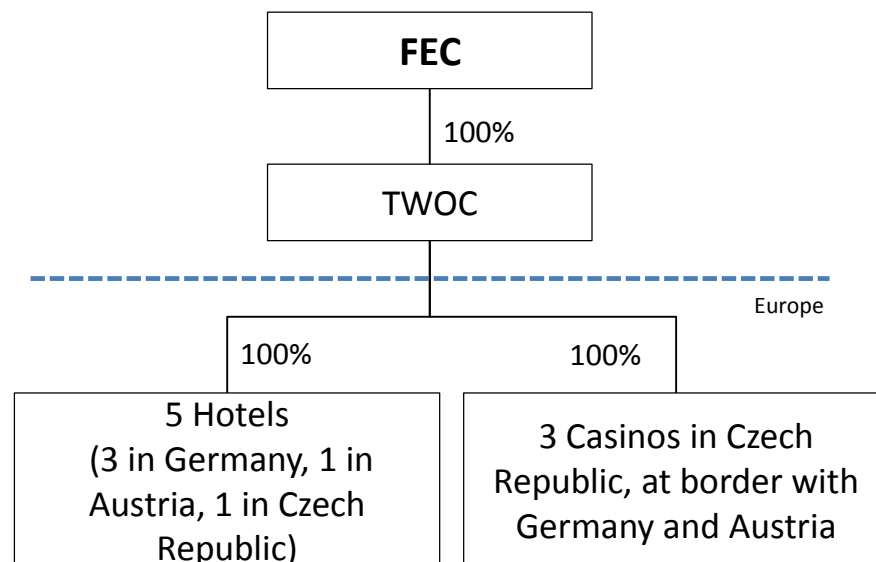 FEC
100%
TWOC
Europe
100%
100%
5 Hotels
(3 in Germany, 1 in
Austria, 1 in Czech
Republic)
3 Casinos in Czech
Republic, at border with
Germany and Austria